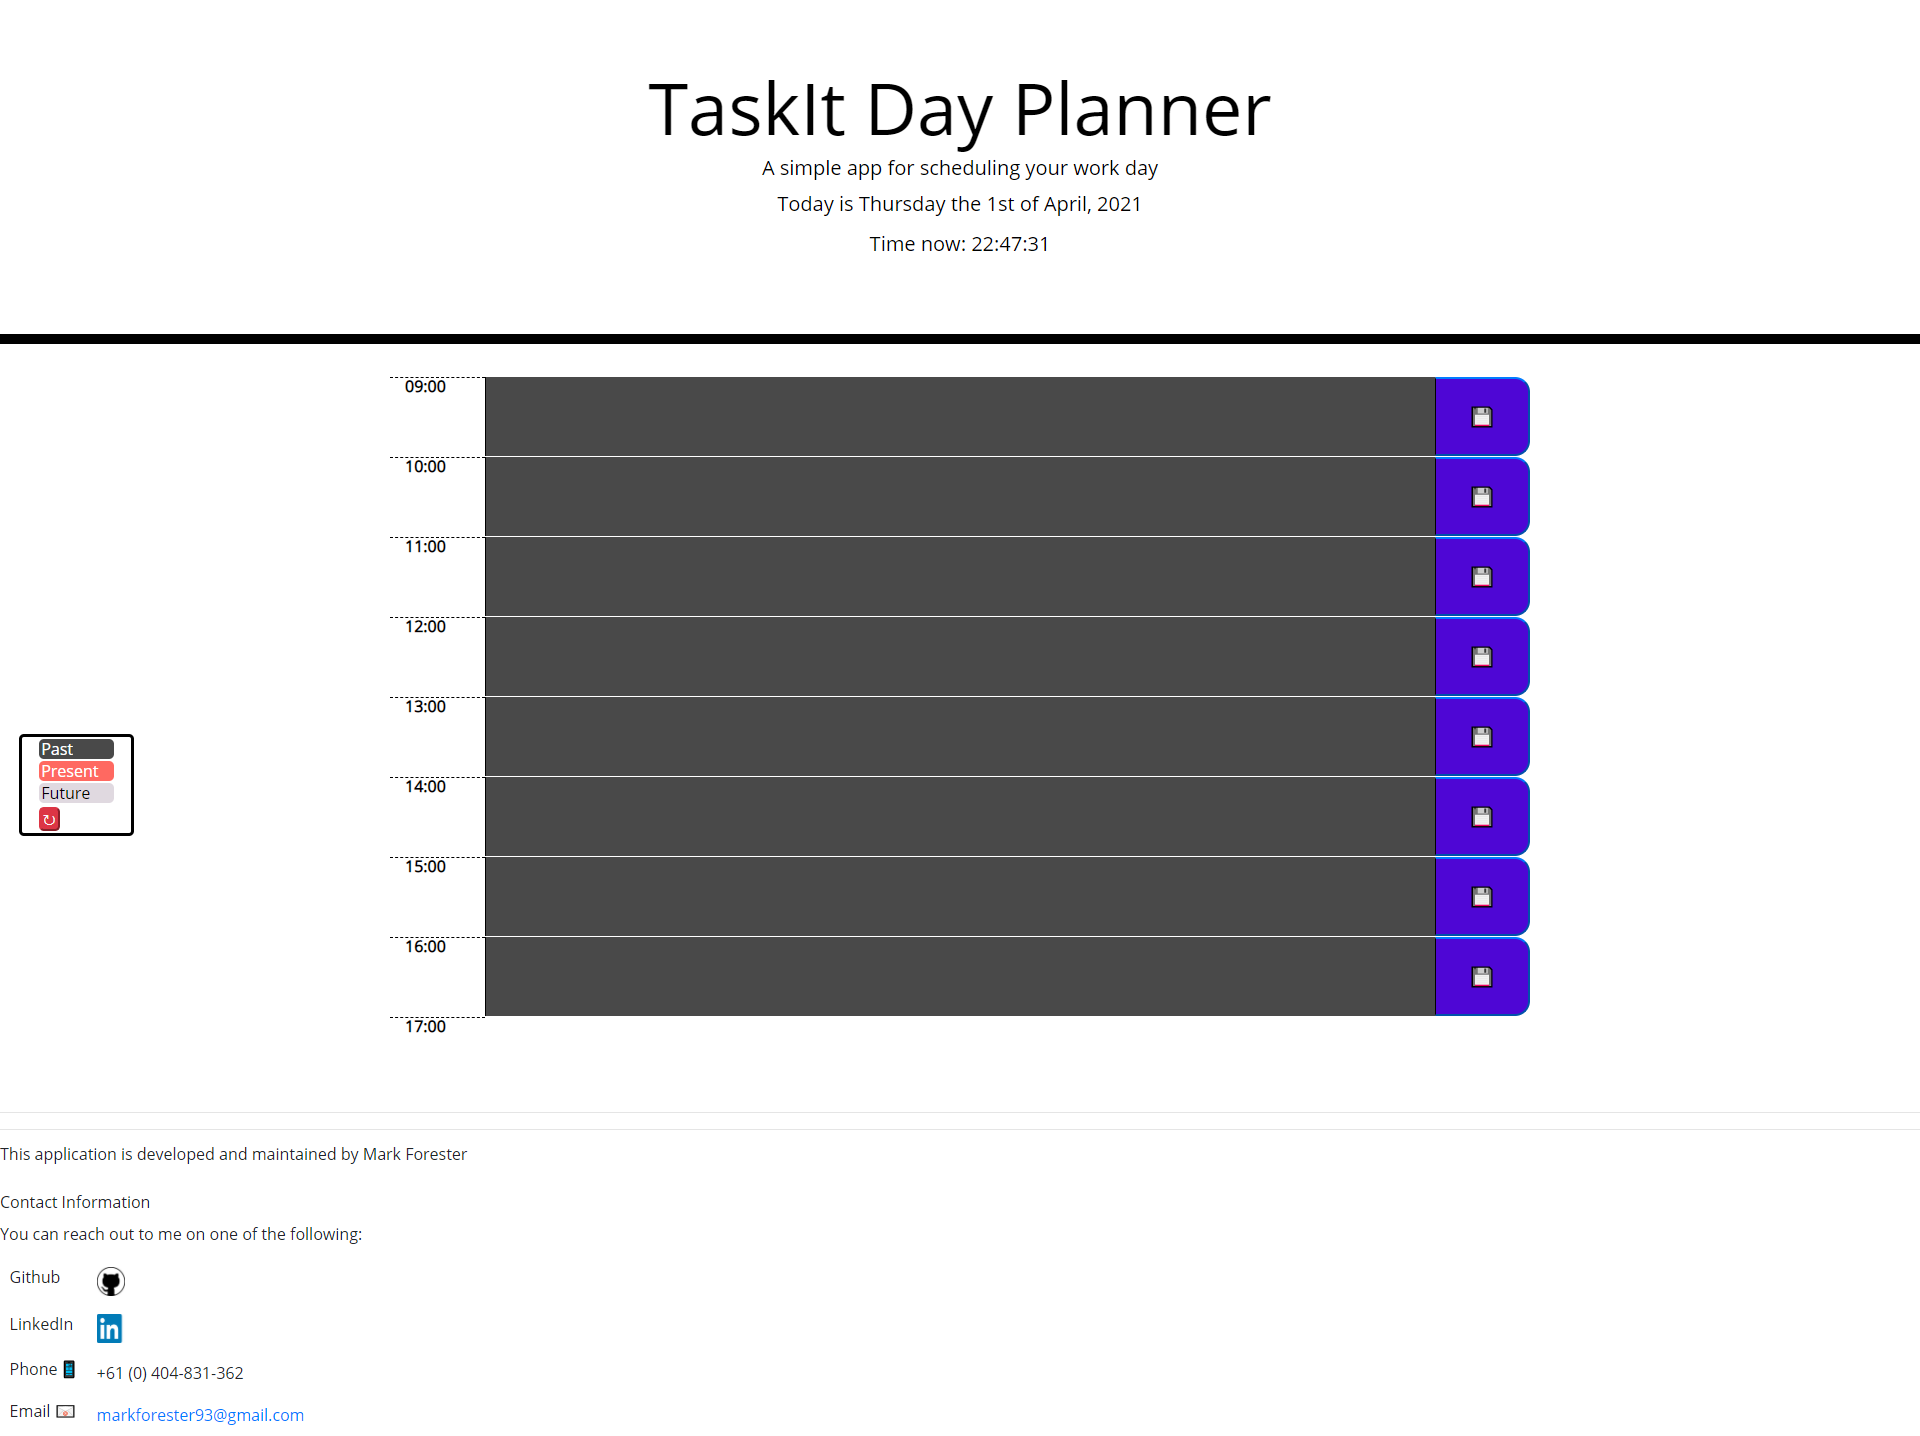 TaskIt Day Planner
A simple app for scheduling your work day
Today is Thursday the 1st of April, 2021
Time now: 22:47:31
09:00
10:00
11:00
12:00
13:00
14:00
15:00
16:00
17:00
Past
Present
Future
↻
This application is developed and maintained by Mark Forester
Contact Information
You can reach out to me on one of the following:
Github
LinkedIn in
Phone +61 (0) 404-831-362
Email markforester93@gmail.com